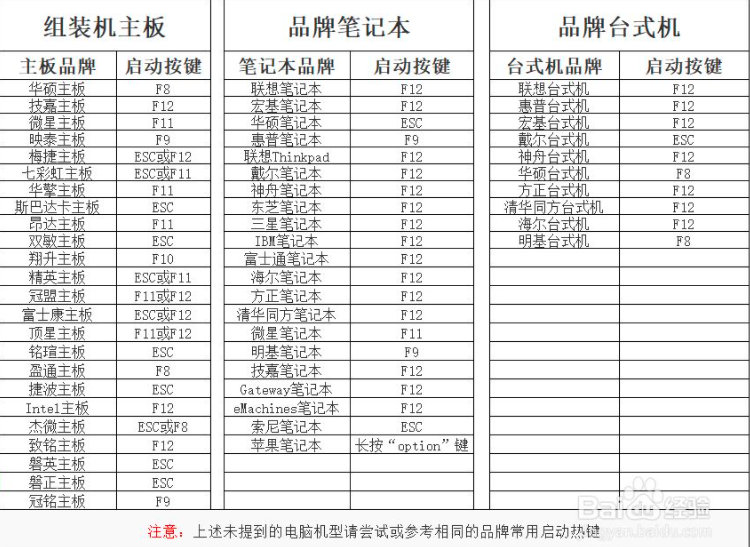 组装机主板 品牌笔记本 品牌台式机
主板品牌 启动按键 笔记本品牌 启动按键 台式机品牌 启动按键
华硕主板 F8 联想笔记本 F12 联想台式机 F12
技嘉主板 F12 宏基笔记本 F12 惠普台式机 F12
微星主板 F11 华硕笔记本 ESC 宏基台式机 F12
映泰主板 F9 惠普笔记本 F9 戴尔台式机 ESC
梅捷主板 ESC或F12 联想Thinkpad F12 神舟台式机 F12
七彩虹主板 ESC或F11 戴尔笔记本 F12 华硕台式机 F8
华擎主板 F11 神舟笔记本 F12 方正台式机 F12
斯巴达卡主板 ESC 东芝笔记本 F12 清华同方台式机 F12
昂达主板 F11 三星笔记本 F12 海尔台式机 F12
双敏主板 ESC IBM笔记本 F12 明基台式机 F8
翔升主板 F10 富士通笔记本 F12
精英主板 ESC或F11 海尔笔记本 F12
冠盟主板 F11或F12 方正笔记本 F12
富士康主板 ESC或F12 清华同方笔记本 F12
顶星主板 F11或F12 微星笔记本 F11
铭瑄主板 ESC 明基笔记本 F9
盈通主板 F8 技嘉笔记本 F12
捷波主板 ESC Gateway笔记本 F12
Intel主板 F12 eMachines笔记本 F12
杰微主板 ESC或F8 索尼笔记本 ESC
致铭主板 F12 苹果笔记本 长按“option”键
磐英主板 ESC
磐正主板 ESC
冠铭主板 F9
注意：上述未提到的电脑机型请尝试或参考相同的品牌常用启动热键
Baidu经验
jingyan.baidu.com